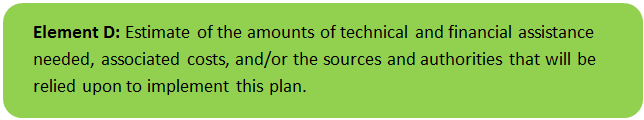 Element D: Estimate of the amounts of technical and financial assistance
needed, associated costs, and/or the sources and authorities that will be
relied upon to implement this plan.